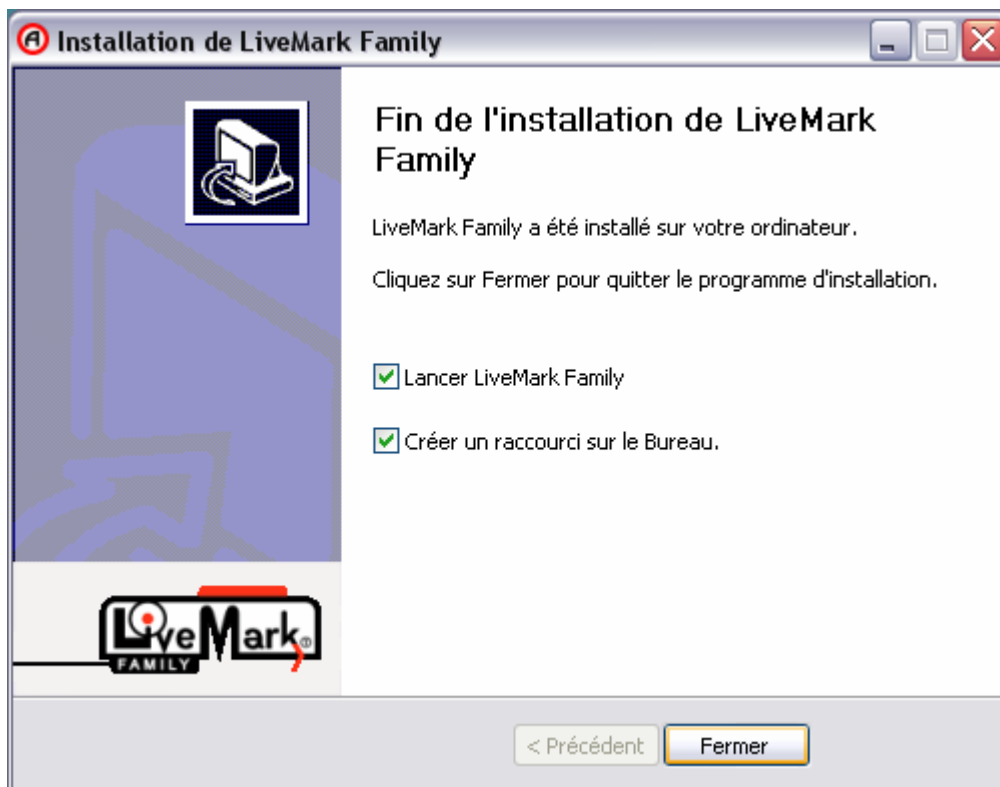 Installation de LiveMark Family
Fin de l'installation de LiveMark
Family
LiveMark Family a été installé sur votre ordinateur.
Cliquez sur Fermer pour quitter le programme d'installation.
Lancer LiveMark Family
Créer un raccourci sur le Bureau.
LiveMark®
FAMILY
< Précédent
Fermer